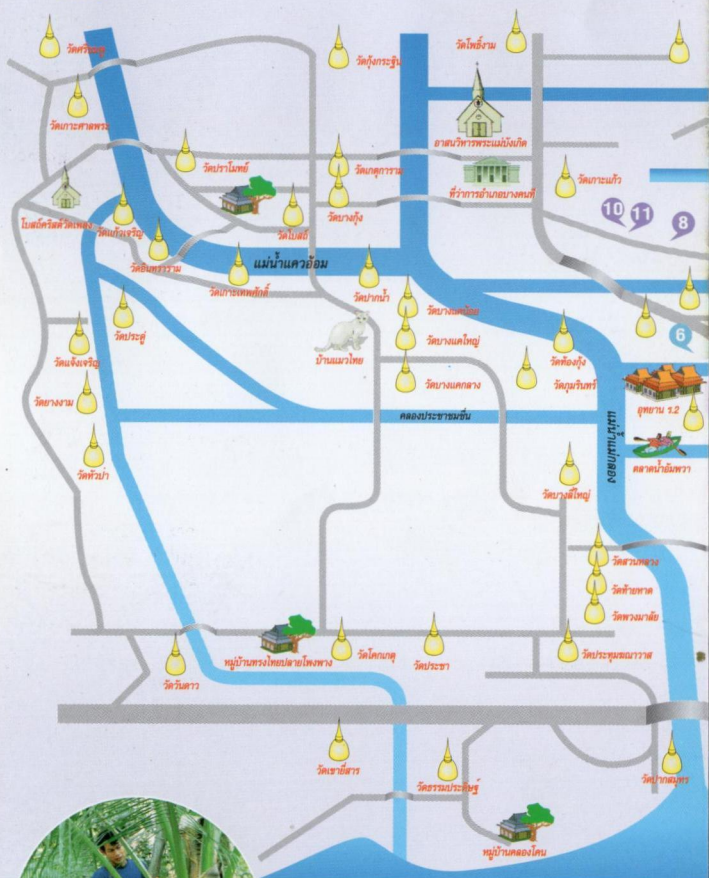 วัดกุ้งกระฐิน
วัดโพธิ์งาม
วัดเกาะศาลพระ
อาสนวิหารพระแม่บังเกิด
วัดปราโมทย์
วัดเกตุการาม
ที่ว่าการอำเภอบางคนที
วัดเกาะแก้ว
โบสถ์คริสต์วัดเพลง
วัดแก้วเจริญ
วัดโบสถ์
วัดบางกุ้ง
10
11
8
วัดอินทาราม
แม่น้ำแควอ้อม
วัดเกาะเทพศักดิ์
วัดปากน้ำ
วัดบางแคน้อย
วัดประดู่
6
วัดแจ้งเจริญ
บ้านแมวไทย
วัดบางแคใหญ่
วัดท้องคุ้ง
วัดยางงาม
วัดบางแคกลาง
วัดภุมรินทร์
อุทยาน ร.2
คลองประชาชมชื่น
แม่น้ำแม่กลอง
ตลาดน้ำอัมพวา
วัดบางลี่ใหญ่
วัดสวนหลวง
วัดท้ายหาด
วัดพวงมาลัย
หมู่บ้านทรงไทยปลายโพงพาง
วัดโคกเกตุ
วัดประชา
วัดประทุมคณาวาส
วัดวันดาว
วัดเขายี่สาร
วัดธรรมประดิษฐ์
วัดปากสมุทร
หมู่บ้านคลองโคน